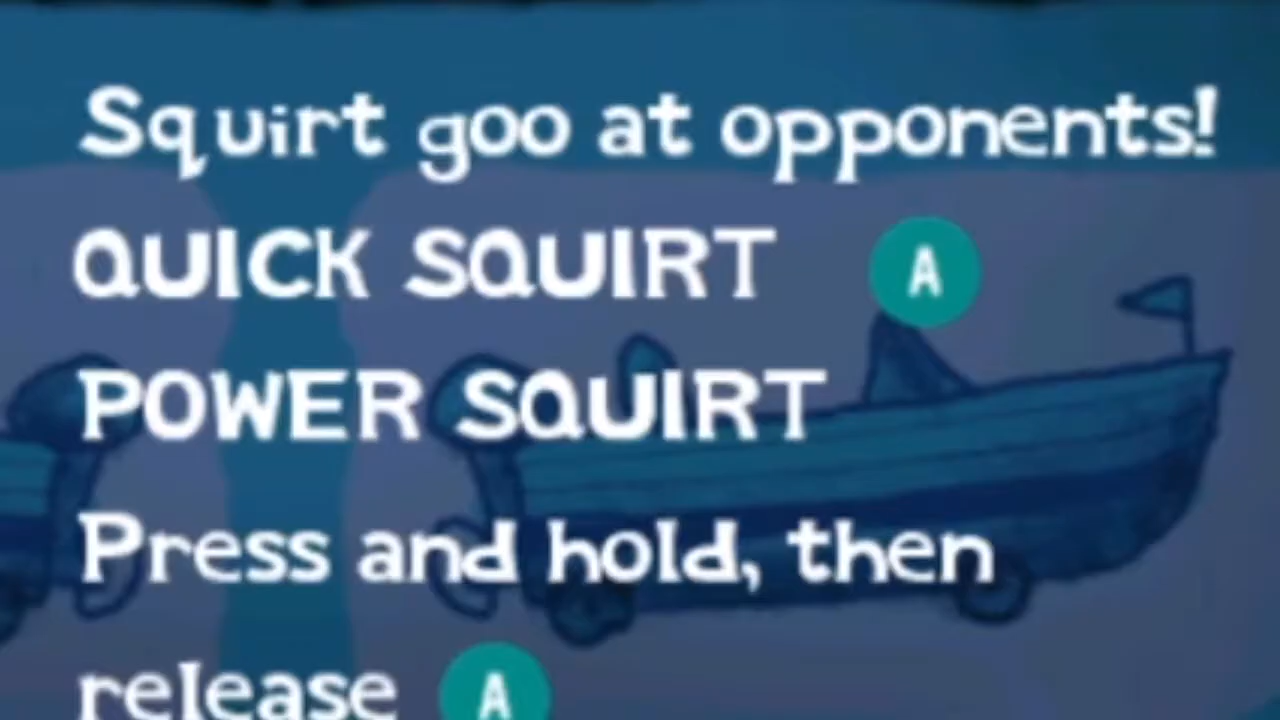 Squirt goo at opponents!
QUICK SQUIRT A
POWER SQUIRT
Press and hold, then
release A